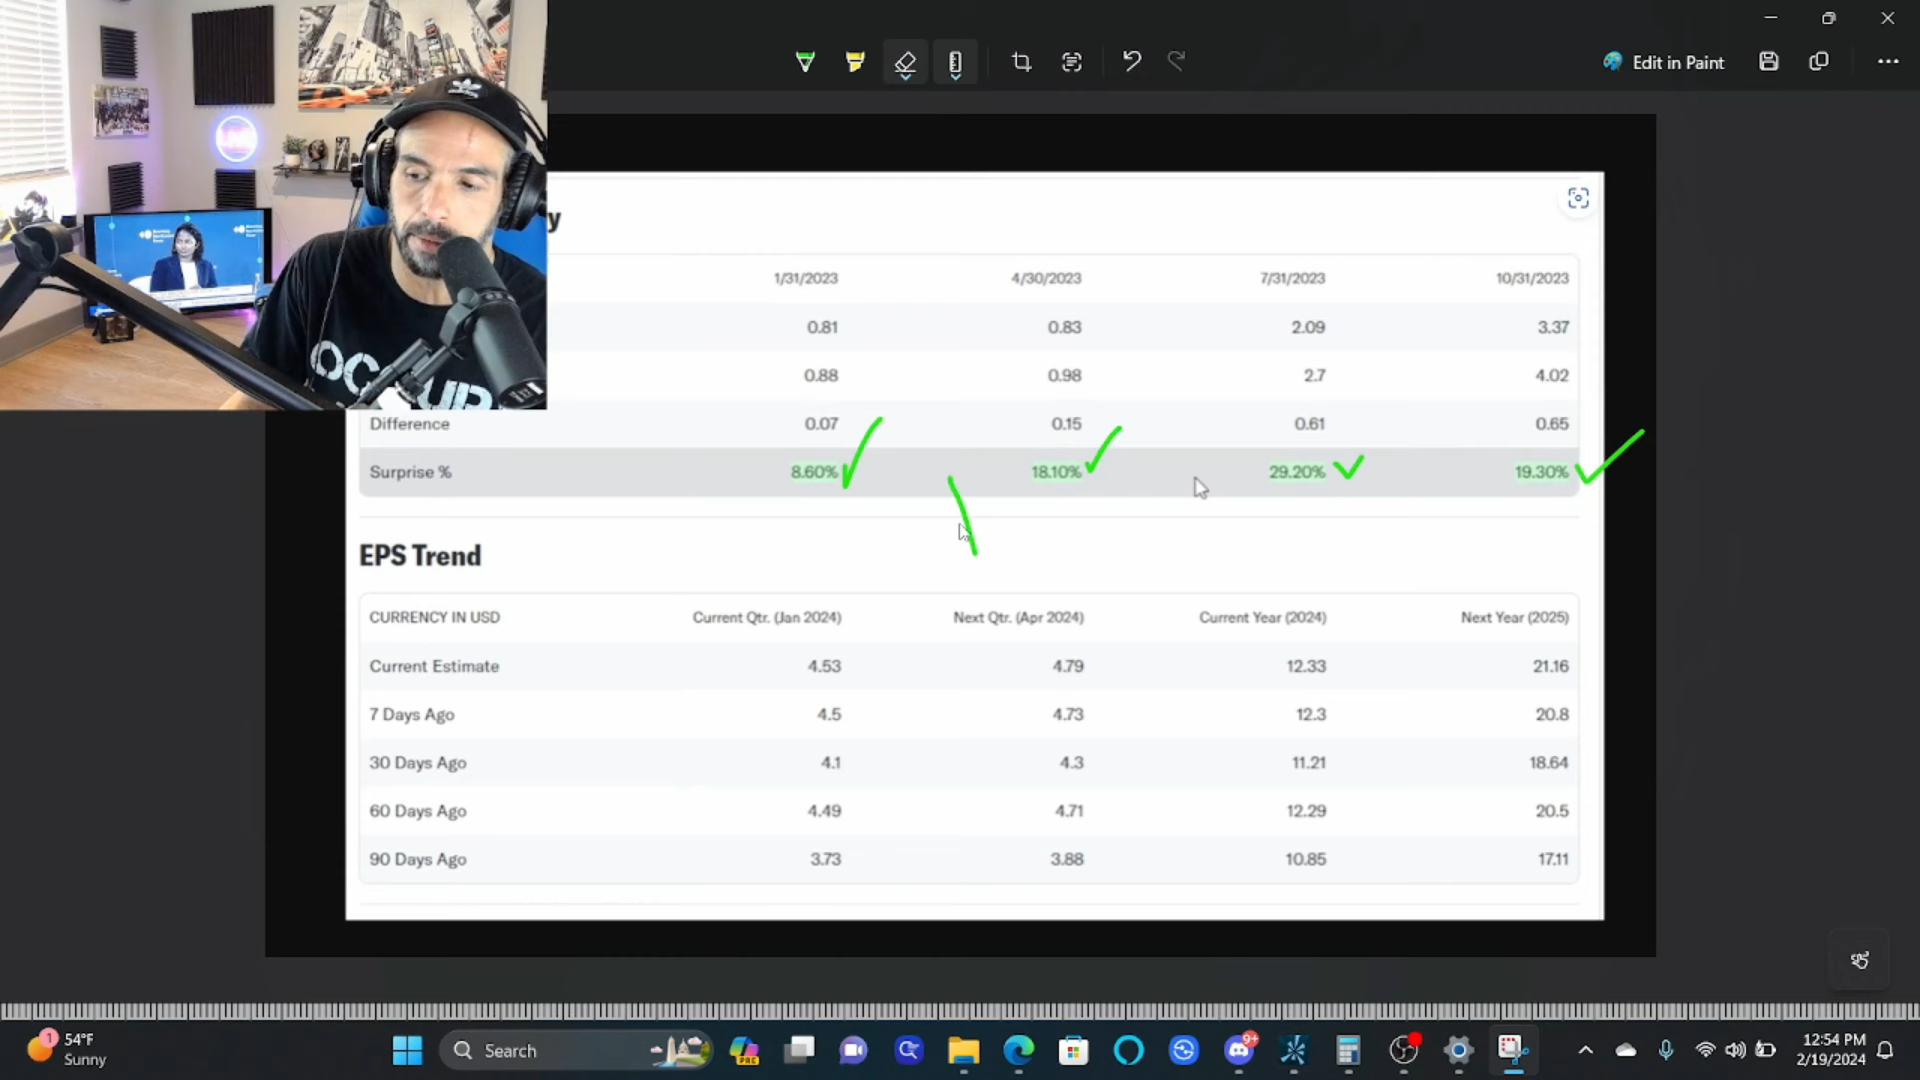 Edit in Paint
y
1/31/2023 4/30/2023 7/31/2023 10/31/2023
0.81 0.83 2.09 3.37
0.88 0.98 2.7 4.02
Difference 0.07 0.15 0.61 0.65
Surprise % 8.60% 18.10% 29.20% 19.30%
EPS Trend
CURRENCY IN USD Current Qtr. (Jan 2024) Next Qtr. (Apr 2024) Current Year (2024) Next Year (2025)
Current Estimate 4.53 4.79 12.33 21.16
7 Days Ago 4.5 4.73 12.3 20.8
30 Days Ago 4.1 4.3 11.21 18.64
60 Days Ago 4.49 4.71 12.29 20.5
90 Days Ago 3.73 3.88 10.85 17.11
1
54°F
Sunny
Search
PRE
9+
12:54 PM
2/19/2024